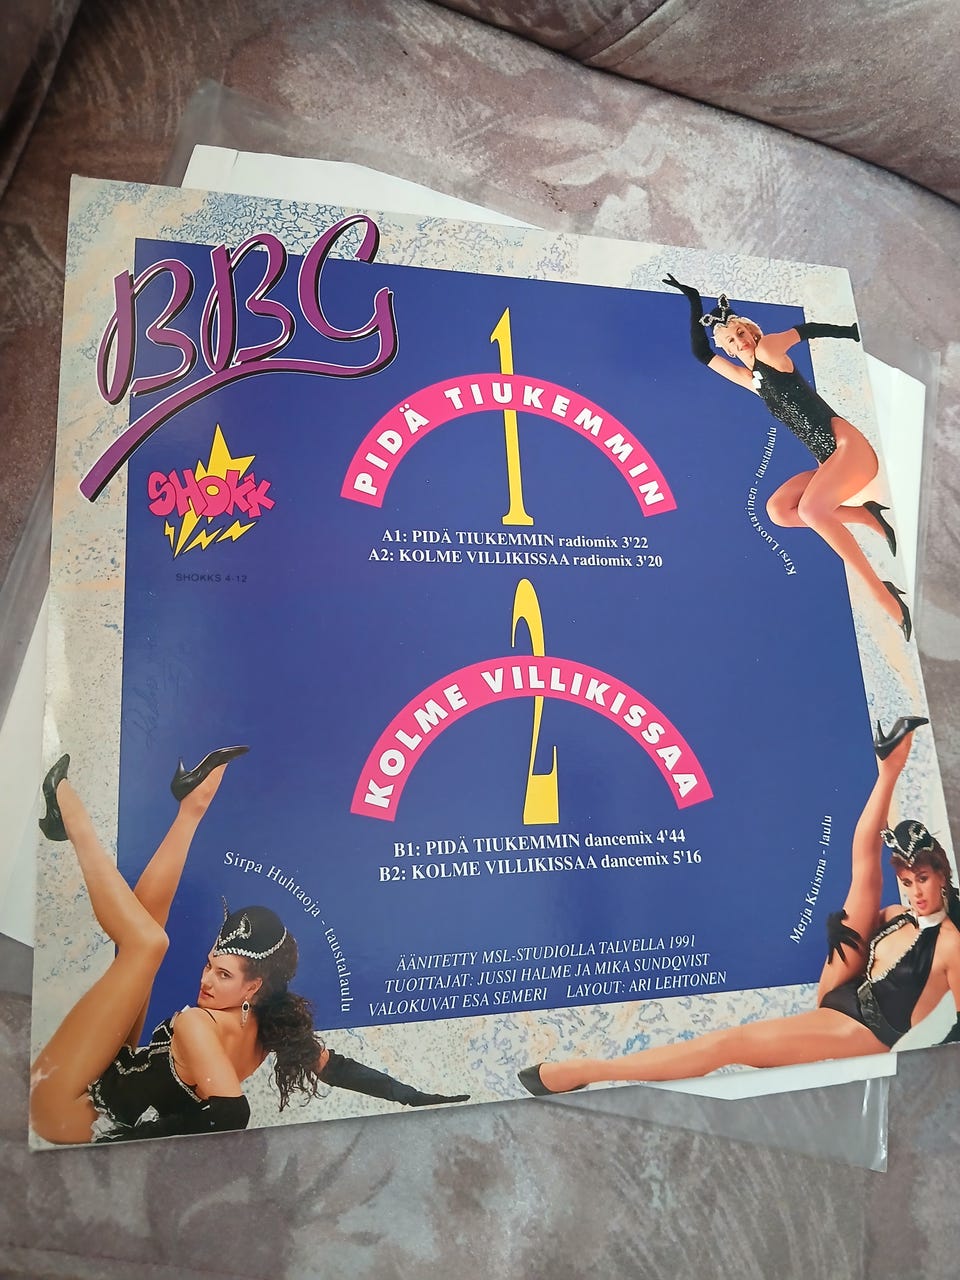 BBG
PIDÄ TIUKEMMIN
1
SHOKK
SHOKKS 4-12
A1: PIDÄ TIUKEMMIN radiomix 3'22
A2: KOLME VILLIKISSAA radiomix 3'20
Kirsi Luostarinen - taustalaulu
2
KOLME VILLIKISSAA
B1: PIDÄ TIUKEMMIN dancemix 4'44
B2: KOLME VILLIKISSAA dancemix 5'16
Sirpa Huhtaoja - taustalaulu
Merja Kuisma - laulu
ÄÄNITETTY MSL-STUDIOLLA TALVELLA 1991
TUOTTAJAT: JUSSI HALME JA MIKA SUNDQVIST
VALOKUVAT ESA SEMERI LAYOUT: ARI LEHTONEN